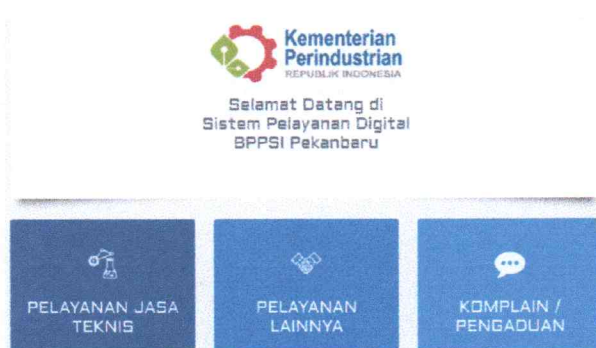 Kementerian
Perindustrian
REPUBLIK INDONESIA
Selamat Datang di
Sistem Pelayanan Digital
BPPSI Pekanbaru
PELAYANAN JASA
TEKNIS
PELAYANAN
LAINNYA
KOMPLAIN /
PENGADUAN